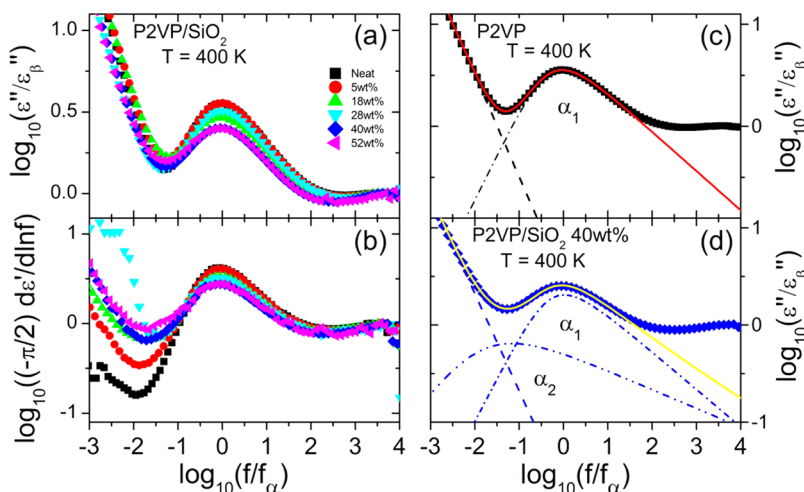 P2VP/SiO2
T = 400 K
(a)
Neat
5wt%
18wt%
28wt%
40wt%
52wt%
log10(ε''/εβ'')
1.0
0.5
0.0
(b)
log10((-π/2) dε'/dlnf)
1
0
-1
-3 -2 -1 0 1 2 3 4
log10(f/fα)
P2VP
T = 400 K
(c)
α1
log10(ε''/εβ'')
1
0
P2VP/SiO2 40wt%
T = 400 K
(d)
α1
α2
log10(ε''/εβ'')
1
0
-1
-3 -2 -1 0 1 2 3 4
log10(f/fα)